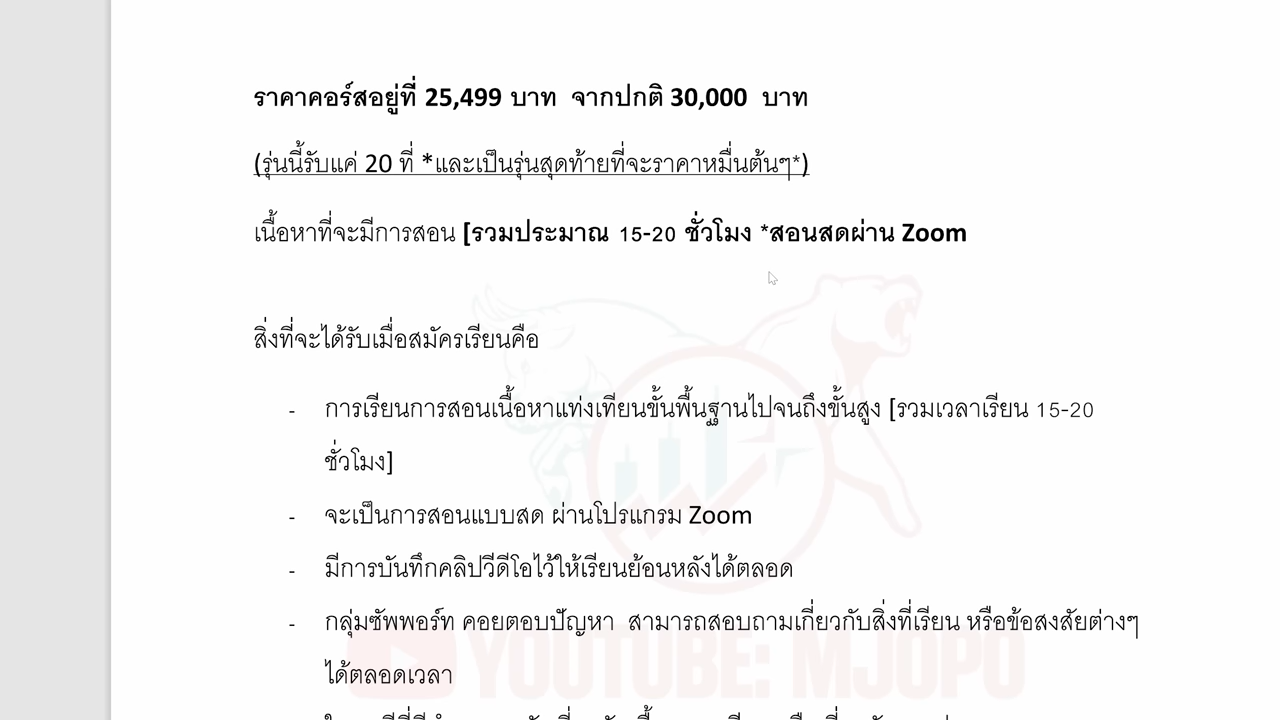 ราคาคอร์สอยู่ที่ 25,499 บาท  จากปกติ 30,000  บาท
(รุ่นนี้รับแค่ 20 ที่ *และเป็นรุ่นสุดท้ายที่จะราคาหมื่นต้นๆ*)
เนื้อหาที่จะมีการสอน [รวมประมาณ 15-20 ชั่วโมง *สอนสดผ่าน Zoom
สิ่งที่จะได้รับเมื่อสมัครเรียนคือ
- การเรียนการสอนเนื้อหาแท่งเทียนขั้นพื้นฐานไปจนถึงขั้นสูง [รวมเวลาเรียน 15-20
ชั่วโมง]
- จะเป็นการสอนแบบสด ผ่านโปรแกรม Zoom
- มีการบันทึกคลิปวีดีโอไว้ให้เรียนย้อนหลังได้ตลอด
- กลุ่มซัพพอร์ท คอยตอบปัญหา  สามารถสอบถามเกี่ยวกับสิ่งที่เรียน หรือข้อสงสัยต่างๆ
ได้ตลอดเวลา
YOUTUBE: MJOPO